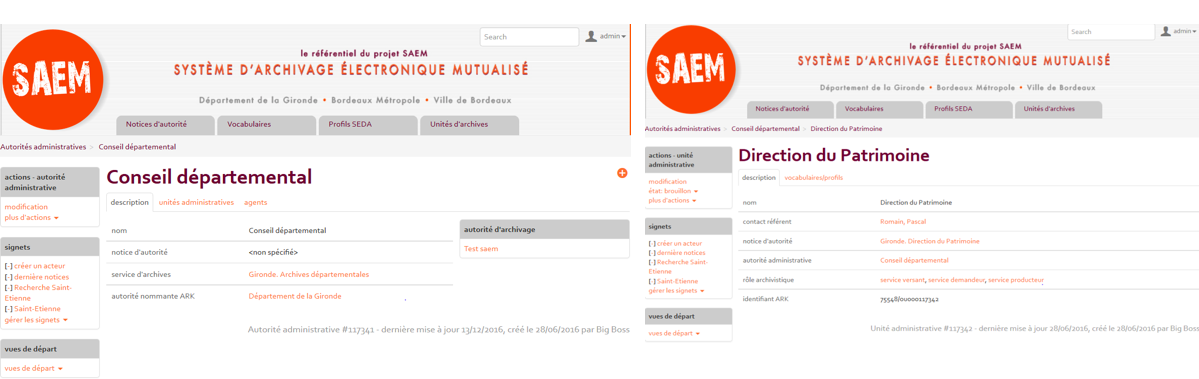 Search
admin
SAEM
le référentiel du projet SAEM
SYSTÈME D'ARCHIVAGE ÉLECTRONIQUE MUTUALISÉ
Département de la Gironde • Bordeaux Métropole • Ville de Bordeaux
Notices d'autorité Vocabulaires Profils SEDA Unités d'archives
Autorités administratives > Conseil départemental
actions - autorité
administrative
modification
plus d'actions
signets
[-] créer un acteur
[-] dernière notices
[-] Recherche Saint-
Etienne
[-] Saint-Etienne
gérer les signets
vues de départ
vues de départ
Conseil départemental
description unités administratives agents
nom Conseil départemental
notice d'autorité <non spécifié>
service d'archives Gironde. Archives départementales
autorité nommante ARK Département de la Gironde
autorité d'archivage
Test saem
Autorité administrative #117341 - dernière mise à jour 13/12/2016, créé le 28/06/2016 par Big Boss
Search
admin
SAEM
le référentiel du projet SAEM
SYSTÈME D'ARCHIVAGE ÉLECTRONIQUE MUTUALISÉ
Département de la Gironde • Bordeaux Métropole • Ville de Bordeaux
Notices d'autorité Vocabulaires Profils SEDA Unités d'archives
Autorités administratives > Conseil départemental > Direction du Patrimoine
actions - unité
administrative
modification
état: brouillon
plus d'actions
signets
[-] créer un acteur
[-] dernière notices
[-] Recherche Saint-
Etienne
[-] Saint-Etienne
gérer les signets
vues de départ
vues de départ
Direction du Patrimoine
description vocabulaires/profils
nom Direction du Patrimoine
contact référent Romain, Pascal
notice d'autorité Gironde. Direction du Patrimoine
autorité administrative Conseil départemental
rôle archivistique service versant, service demandeur, service producteur
identifiant ARK 75548/0u000117342
Unité administrative #117342 - dernière mise à jour 28/06/2016, créé le 28/06/2016 par Big Boss